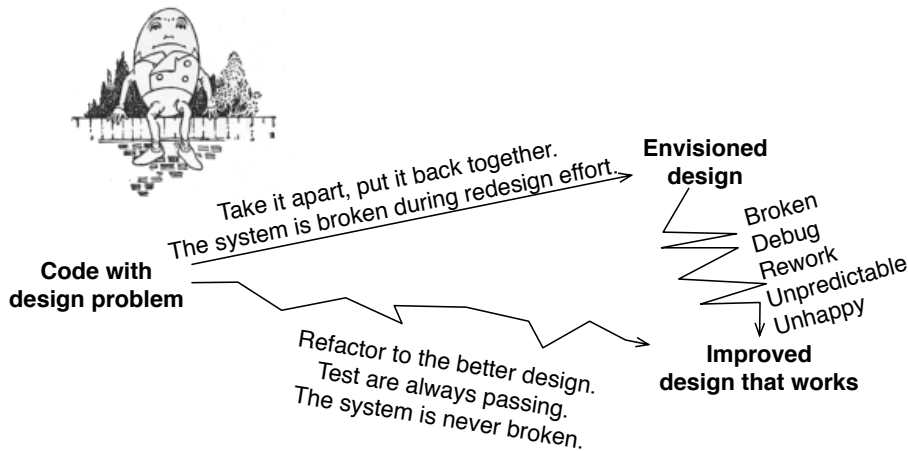 Take it apart, put it back together.
The system is broken during redesign effort.
Envisioned
design
Broken
Debug
Rework
Unpredictable
Unhappy
Code with
design problem
Refactor to the better design.
Test are always passing.
The system is never broken.
Improved
design that works